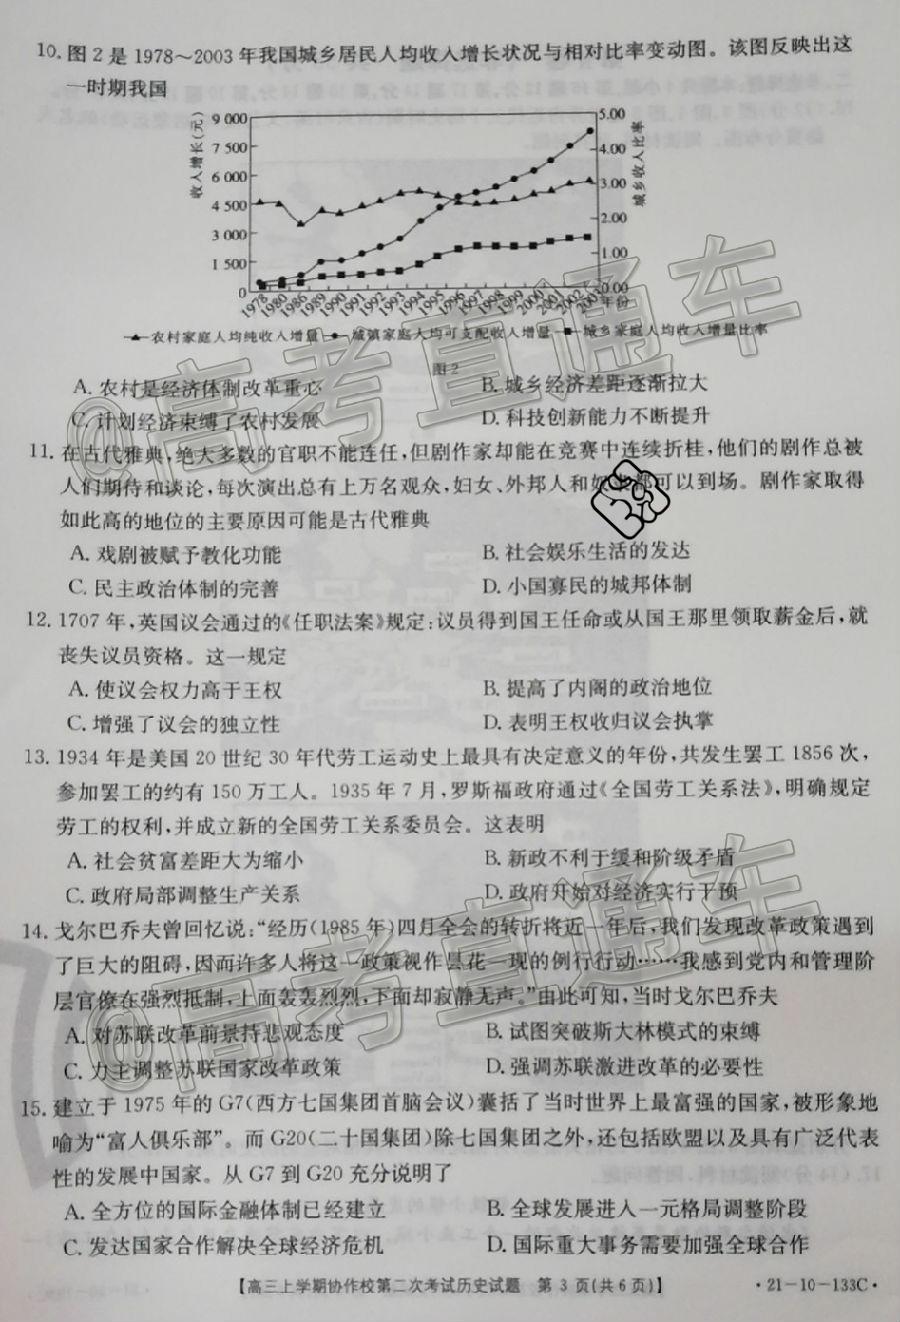 10. 图2是1978～2003年我国城乡居民人均收入增长状况与相对比率变动图。该图反映出这
一时期我国
收入增长(元)
9 000
7 500
6 000
4 500
3 000
1 500
0
5.00
4.00
3.00
2.00
1.00
0.00
城乡收入比率
1978 1980 1986 1989 1990 1991 1992 1993 1994 1995 1996 1997 1998 1999 2000 2001 2002 2003 年份
农村家庭人均纯收入增量 城镇家庭人均可支配收入增量 城乡家庭人均收入增量比率
图2
A. 农村是经济体制改革重心 B. 城乡经济差距逐渐拉大
C. 计划经济束缚了农村发展 D. 科技创新能力不断提升
11. 在古代雅典，绝大多数的官职不能连任，但剧作家却能在竞赛中连续折桂，他们的剧作总被
人们期待和谈论，每次演出总有上万名观众，妇女、外邦人和都可以到场。剧作家取得
如此高的地位的主要原因可能是古代雅典
A. 戏剧被赋予教化功能 B. 社会娱乐生活的发达
C. 民主政治体制的完善 D. 小国寡民的城邦体制
12. 1707年，英国议会通过的《任职法案》规定：议员得到国王任命或从国王那里领取薪金后，就
丧失议员资格。这一规定
A. 使议会权力高于王权 B. 提高了内阁的政治地位
C. 增强了议会的独立性 D. 表明王权收归议会执掌
13. 1934年是美国20世纪30年代劳工运动史上最具有决定意义的年份，共发生罢工1856次，
参加罢工的约有150万工人。1935年7月，罗斯福政府通过《全国劳工关系法》，明确规定
劳工的权利，并成立新的全国劳工关系委员会。这表明
A. 社会贫富差距大为缩小 B. 新政不利于缓和阶级矛盾
C. 政府局部调整生产关系 D. 政府开始对经济实行干预
14. 戈尔巴乔夫曾回忆说：“经历(1985年)四月全会的转折将近一年后，我们发现改革政策遇到
了巨大的阻碍，因而许多人将这一政策视作昙花一现的例行行动……我感到党内和管理阶
层官僚在强烈抵制，上面轰轰烈烈，下面却寂静无声。”由此可知，当时戈尔巴乔夫
A. 对苏联改革前景持悲观态度 B. 试图突破斯大林模式的束缚
C. 力主调整苏联国家改革政策 D. 强调苏联激进改革的必要性
15. 建立于1975年的G7(西方七国集团首脑会议)囊括了当时世界上最富强的国家，被形象地
喻为“富人俱乐部”。而G20(二十国集团)除七国集团之外，还包括欧盟以及具有广泛代表
性的发展中国家。从G7到G20充分说明了
A. 全方位的国际金融体制已经建立 B. 全球发展进入一元格局调整阶段
C. 发达国家合作解决全球经济危机 D. 国际重大事务需要加强全球合作
【高三上学期协作校第二次考试历史试题 第3页(共6页)】 ·21-10-133C·
@高考直通车
@高考直通车